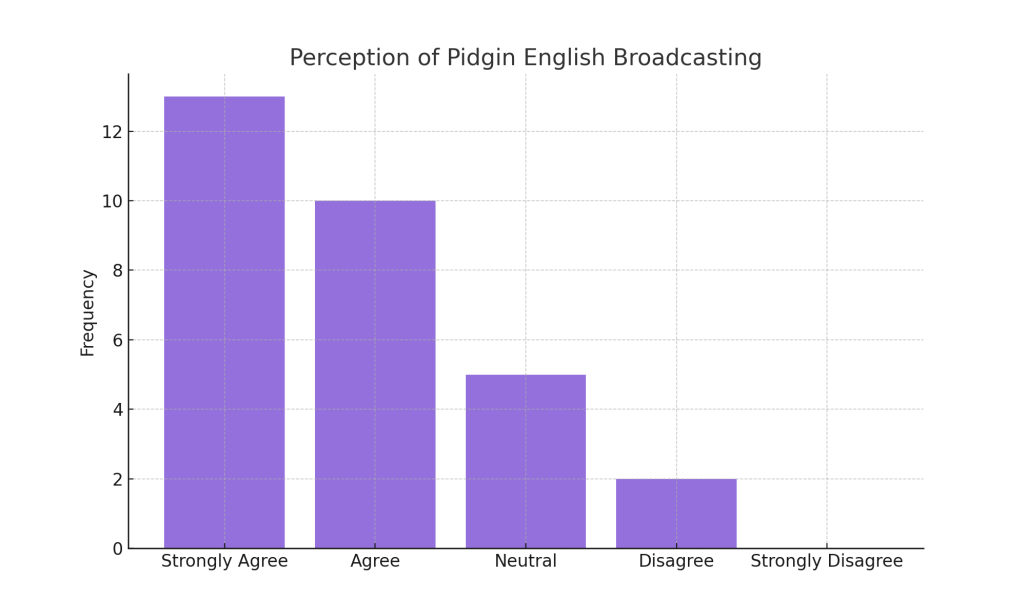 Perception of Pidgin English Broadcasting
Frequency
12
10
8
6
4
2
0
Strongly Agree
Agree
Neutral
Disagree
Strongly Disagree